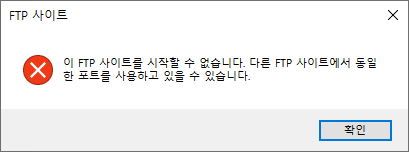 FTP 사이트
이 FTP 사이트를 시작할 수 없습니다. 다른 FTP 사이트에서 동일
한 포트를 사용하고 있을 수 있습니다.
확인